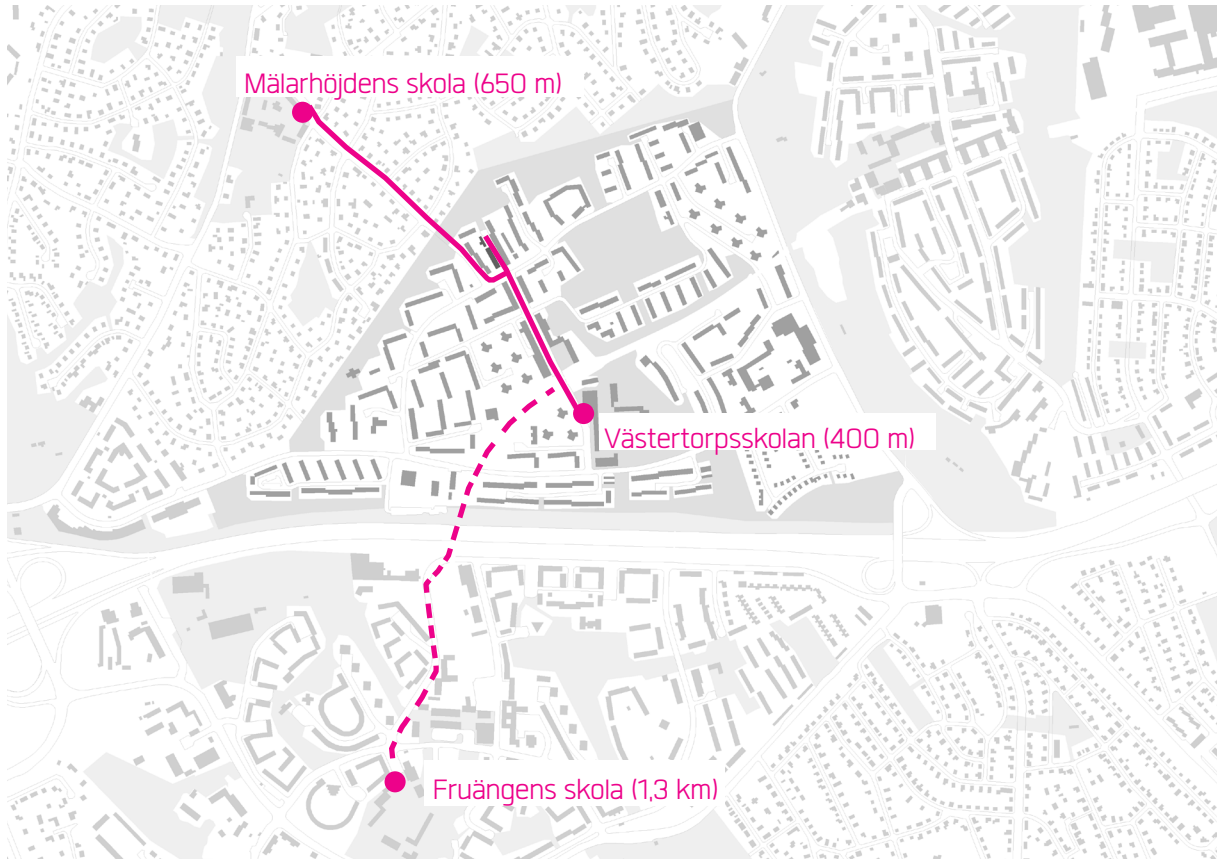 Mälarhöjdens skola (650 m)
Västertorpsskolan (400 m)
Fruängens skola (1,3 km)